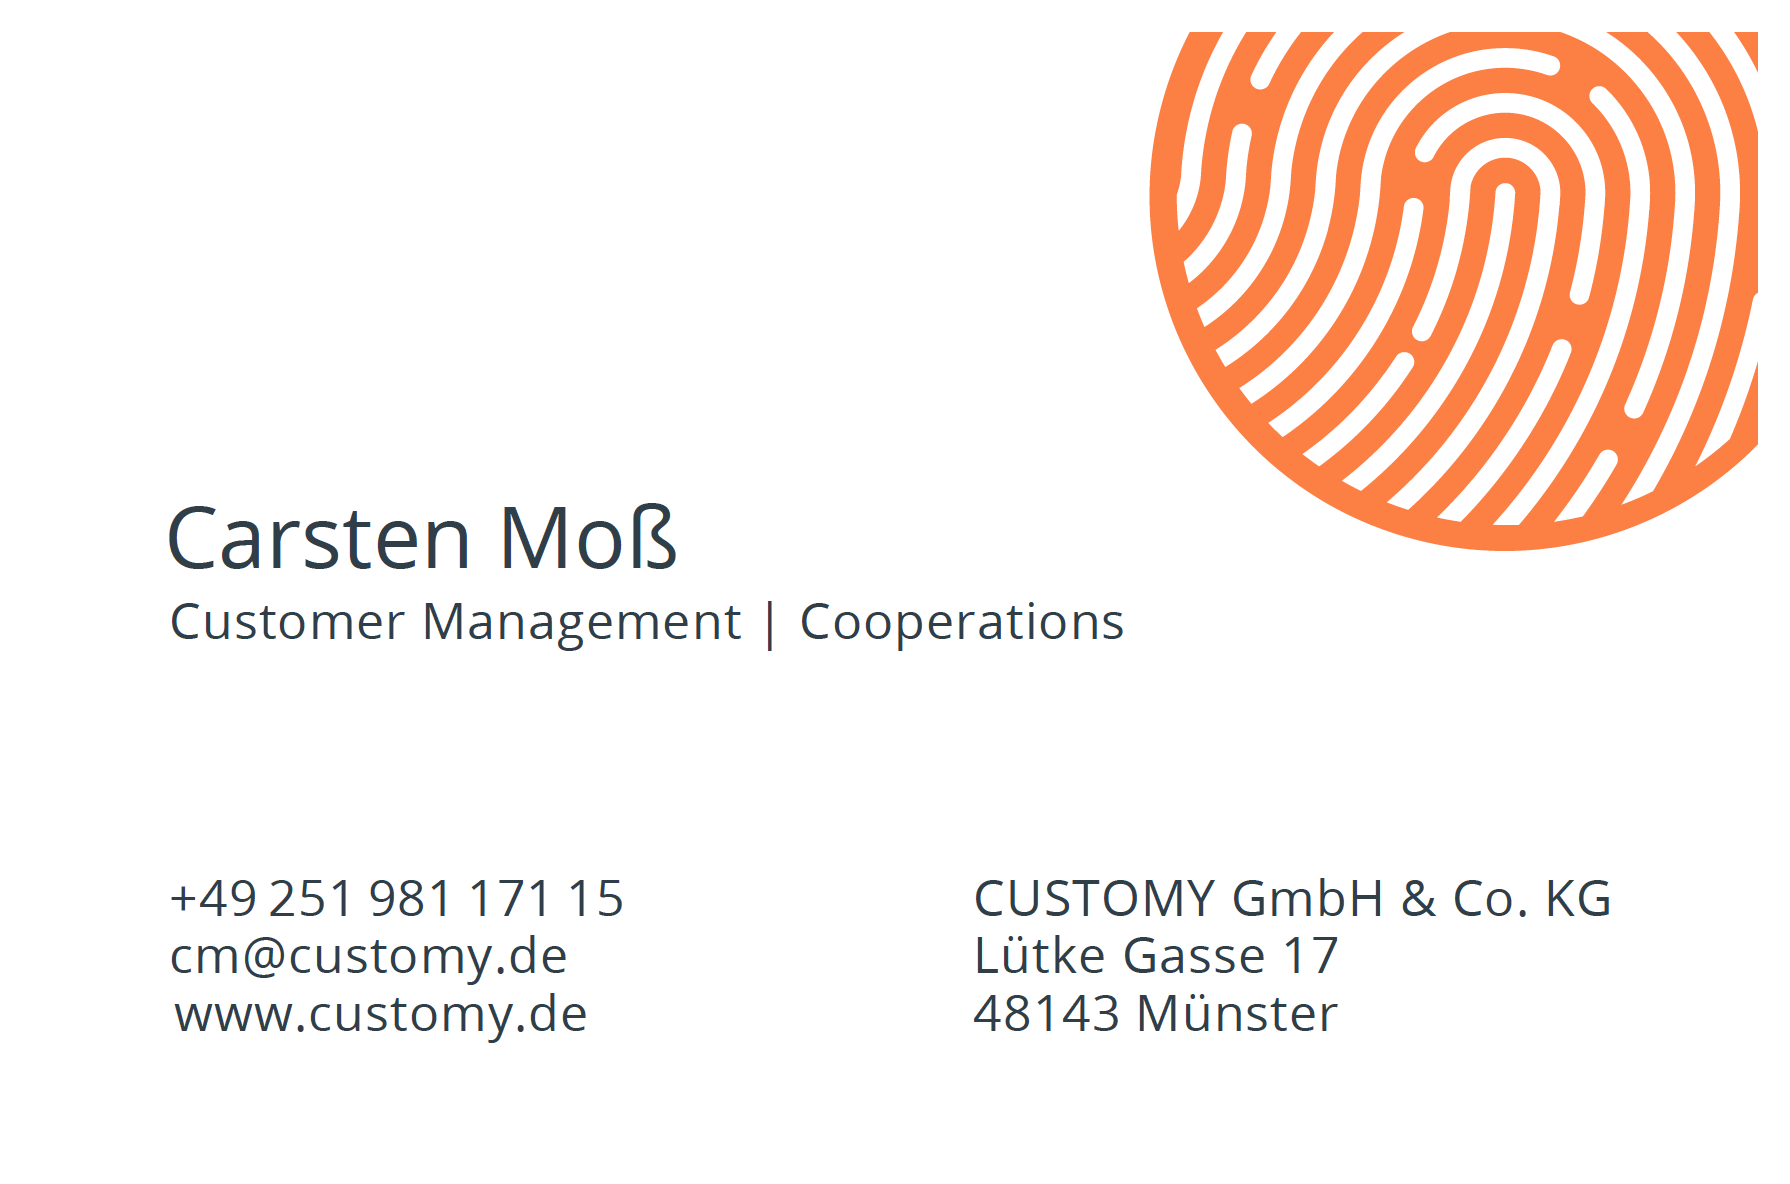 Carsten Moß
Customer Management | Cooperations
+49 251 981 171 15
cm@customy.de
www.customy.de
CUSTOMY GmbH & Co. KG
Lütke Gasse 17
48143 Münster